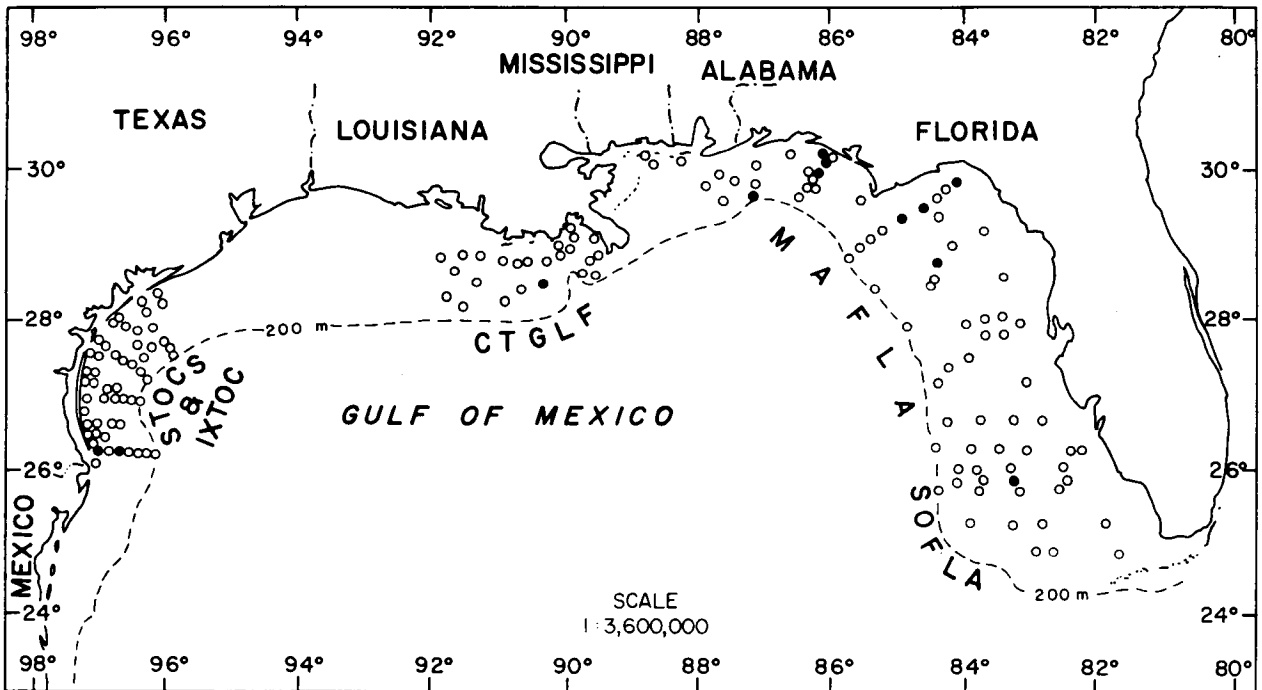 98° 96° 94° 92° 90° 88° 86° 84° 82° 80°
MISSISSIPPI ALABAMA
TEXAS LOUISIANA FLORIDA
30° 30°
MAFLA
28° 28°
200 m
CTGLF
STOCS
&
IXTOC
GULF OF MEXICO
26° 26°
MEXICO
SOFLA
200 m
SCALE
1:3,600,000
24° 24°
98° 96° 94° 92° 90° 88° 86° 84° 82° 80°